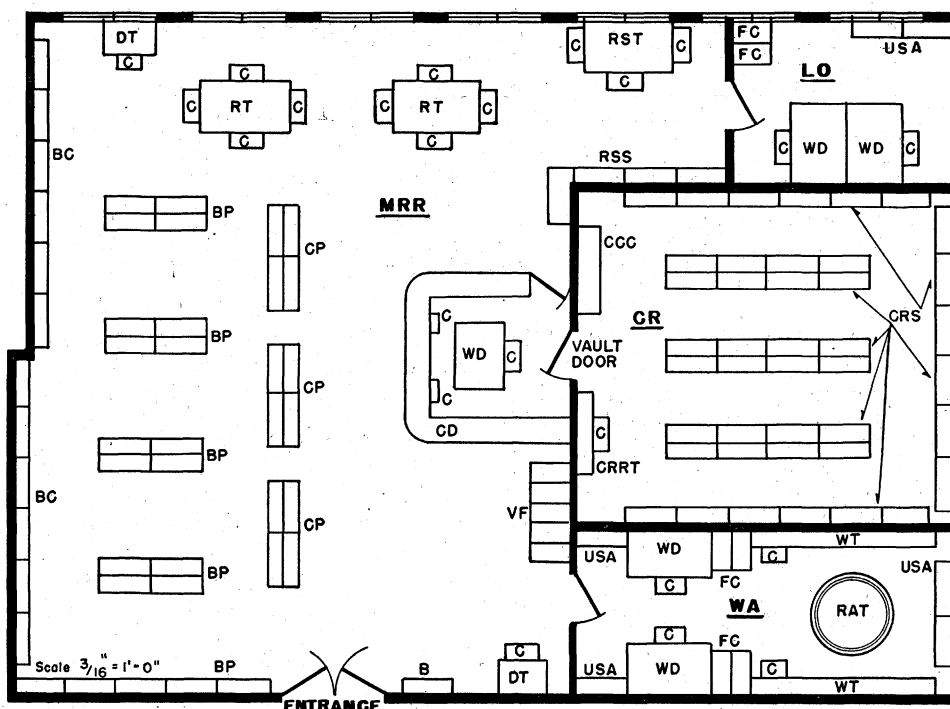 DT
C
C
RT
C
C
C
C
RT
C
C
C
C
RST
C
C
FC
FC
USA
LO
C
WD
WD
C
BC
RSS
BP
CP
MRR
CCC
CR
CRS
BP
CP
C
WD
C
C
CD
VAULT
DOOR
C
CRRT
BP
BC
CP
VF
BP
USA
WD
C
FC
C
WT
USA
WA
RAT
Scale 3/16" = 1'-0"
BP
ENTRANCE
B
C
DT
USA
C
WD
FC
C
WT